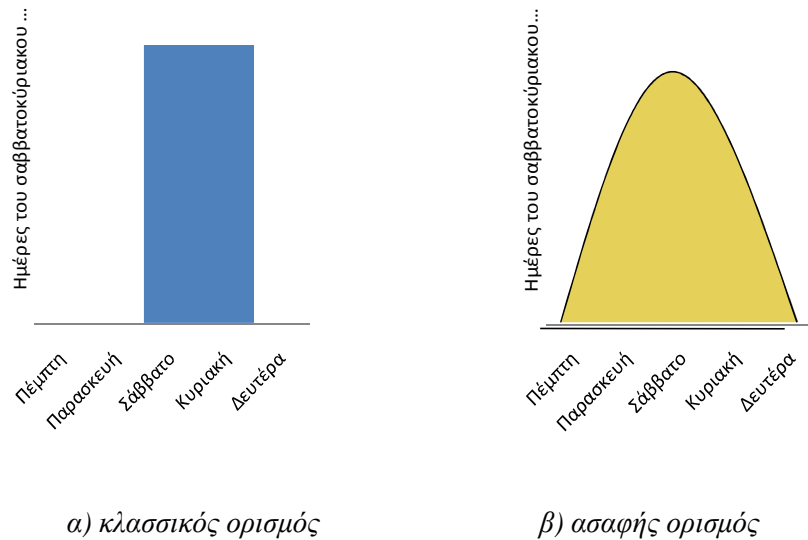 Ημέρες του σαββατοκύριακου ...
Πέμπτη
Παρασκευή
Σάββατο
Κυριακή
Δευτέρα
α) κλασσικός ορισμός
Ημέρες του σαββατοκύριακου...
Πέμπτη
Παρασκευή
Σάββατο
Κυριακή
Δευτέρα
β) ασαφής ορισμός